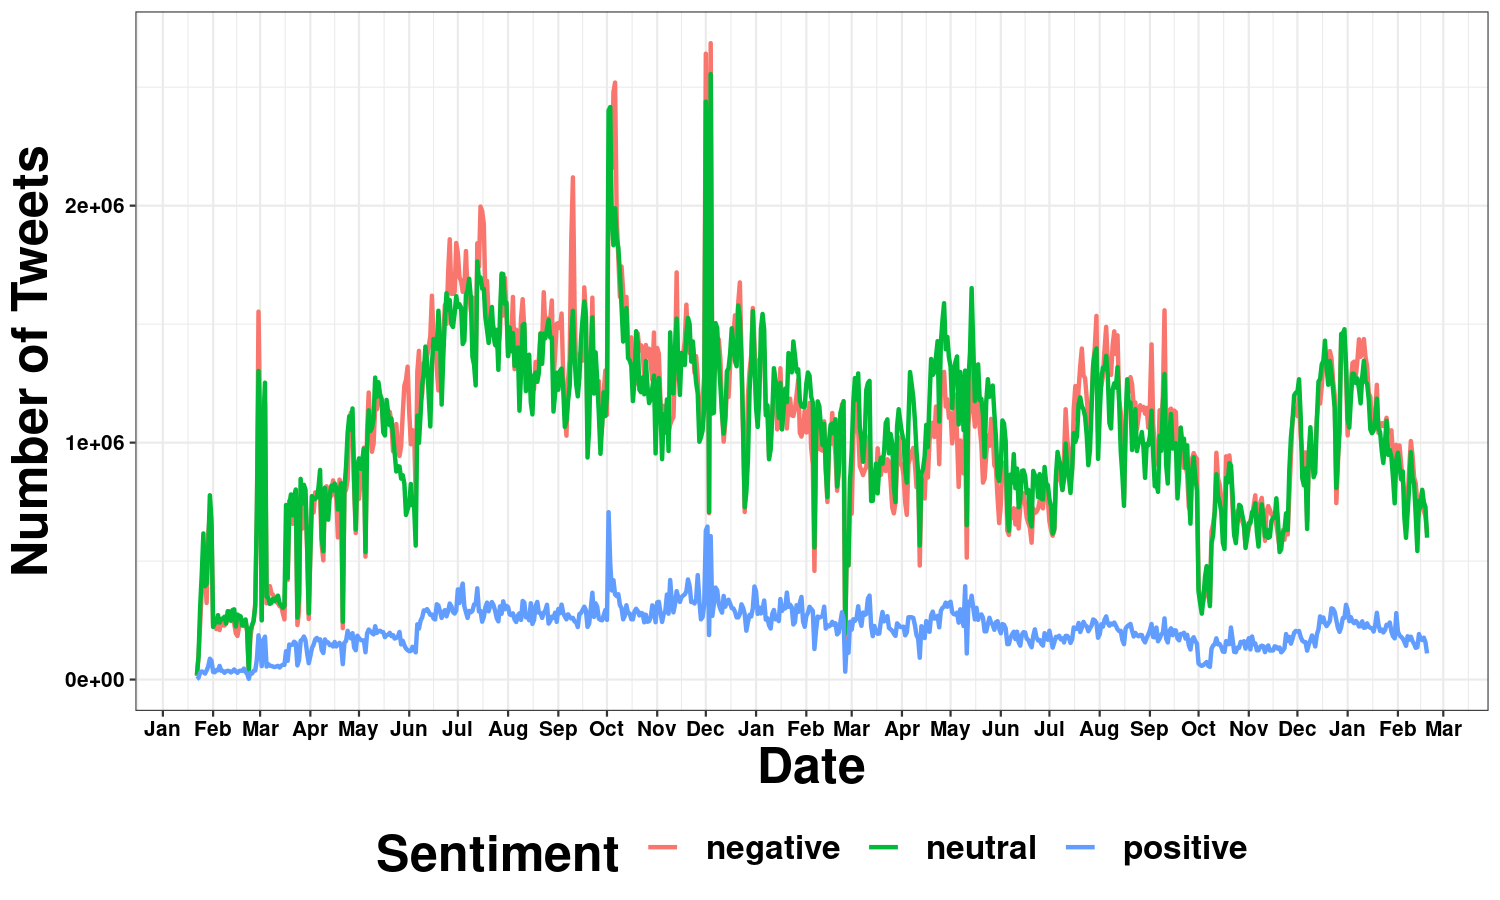 Number of Tweets
2e+06
1e+06
0e+00
Jan Feb Mar Apr May Jun Jul Aug Sep Oct Nov Dec Jan Feb Mar Apr May Jun Jul Aug Sep Oct Nov Dec Jan Feb Mar
Date
Sentiment negative neutral positive